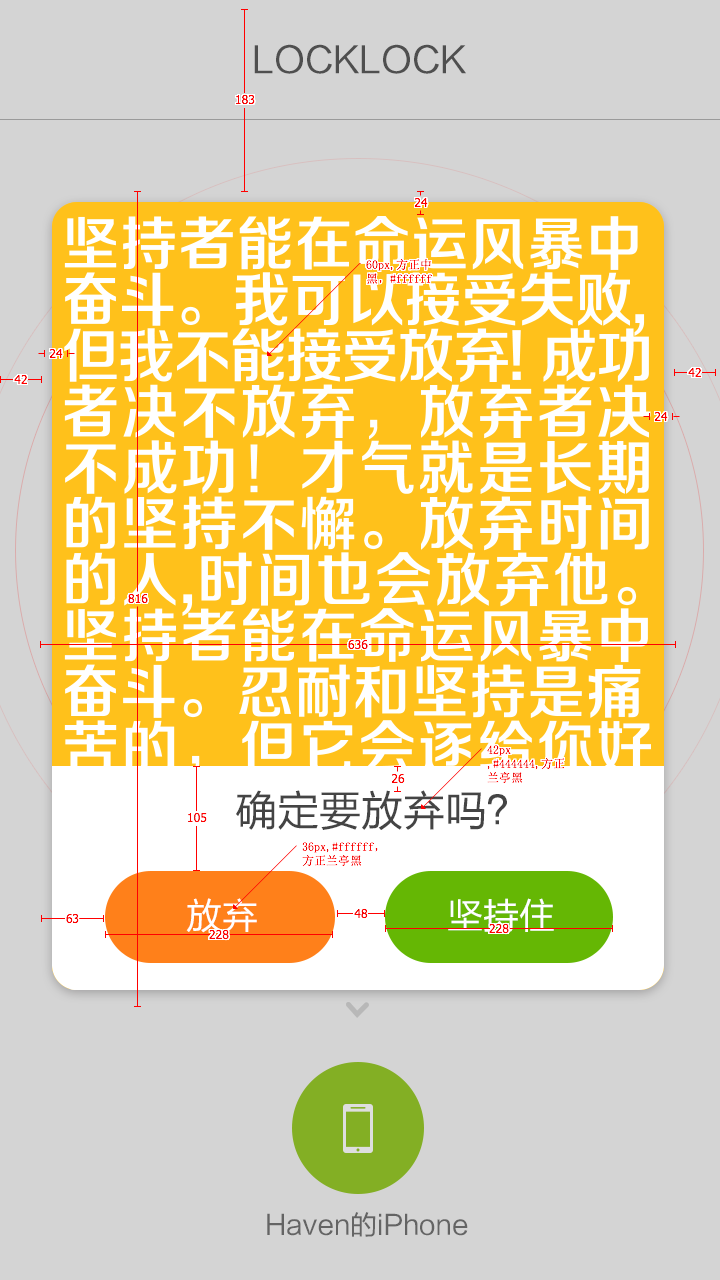 LOCKLOCK
183
24
坚持者能在命运风暴中
60px,方正中
黑，#ffffff
奋斗。我可以接受失败,
但我不能接受放弃! 成功
24
42
42
者决不放弃，放弃者决
24
不成功！才气就是长期
的坚持不懈。放弃时间
的人,时间也会放弃他。
816
坚持者能在命运风暴中
636
奋斗。忍耐和坚持是痛
苦的，但它会逐给你好
42px
,#444444,方正
兰亭黑
26
确定要放弃吗?
105
36px,#ffffff,
方正兰亭黑
放弃
坚持住
63
48
228
228
Haven的iPhone